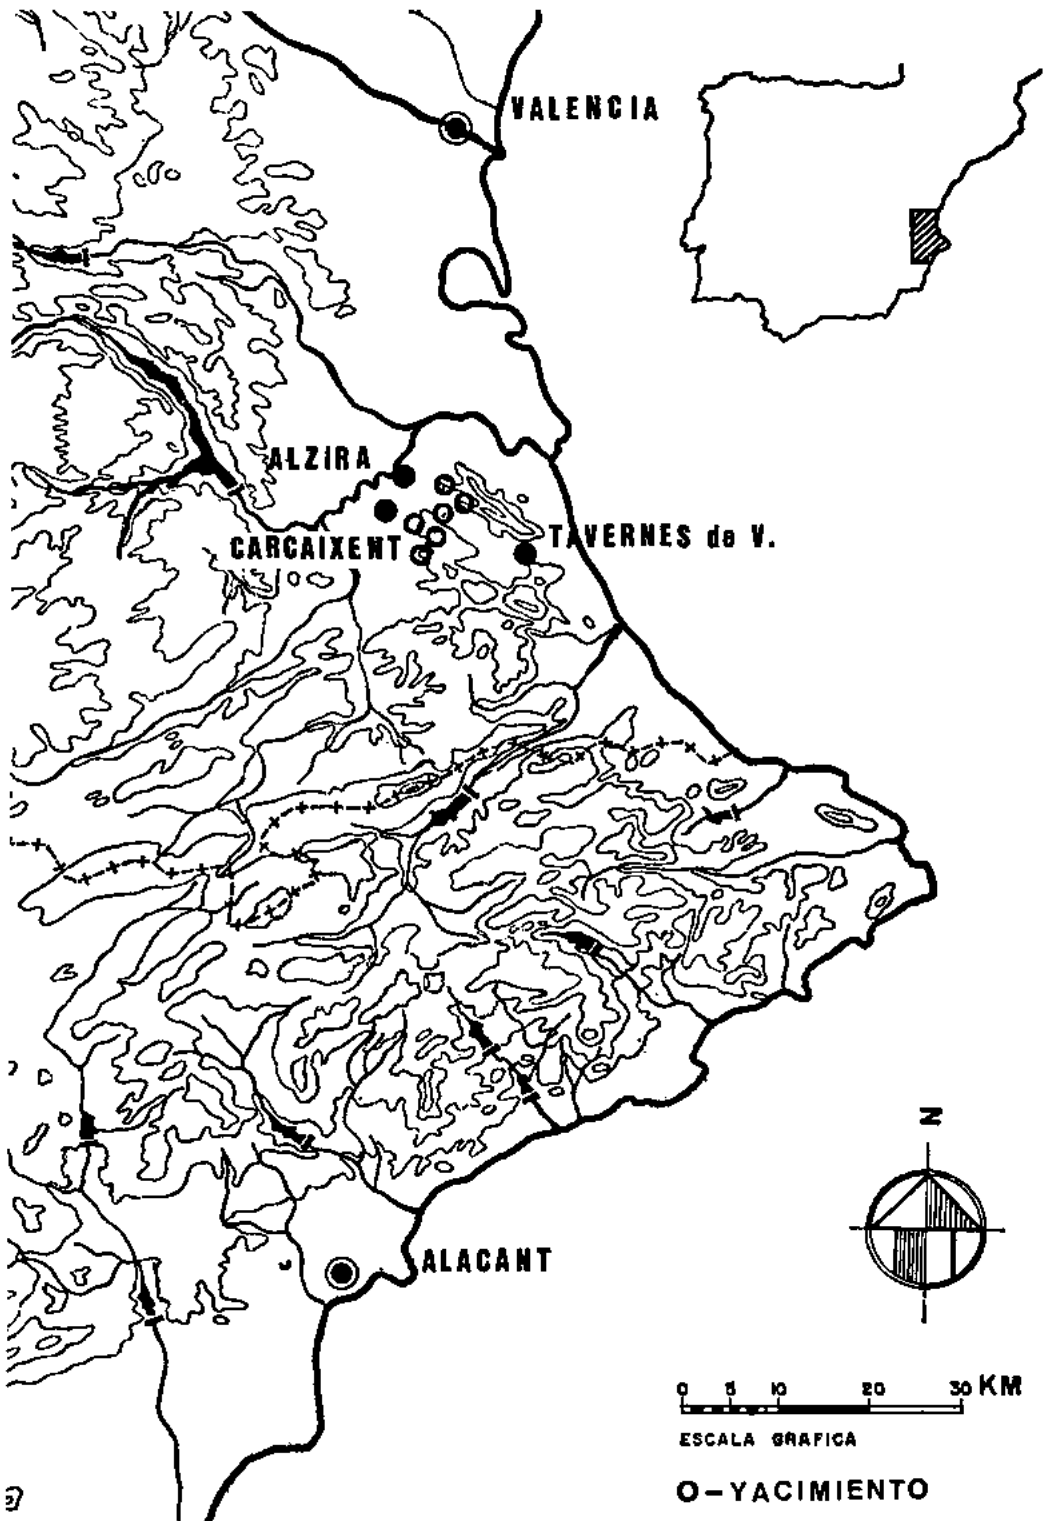 VALENCIA
ALZIRA
CARCAIXENT
TAVERNES de V.
ALACANT
N
0 5 10 20 30 KM
ESCALA GRAFICA
O-YACIMIENTO